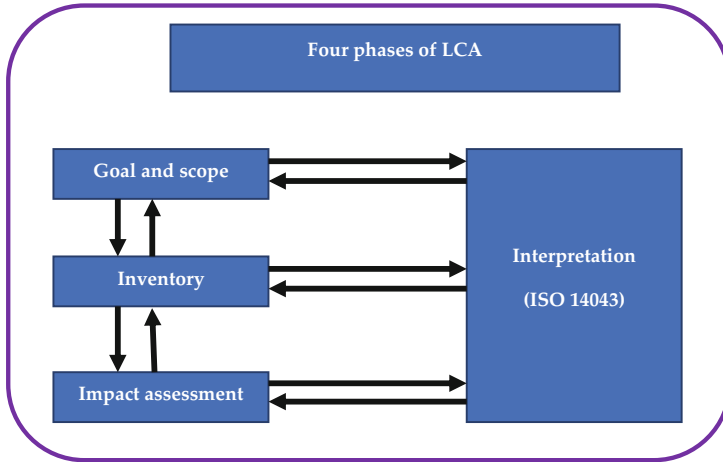 Four phases of LCA
Goal and scope
Inventory
Impact assessment
Interpretation
(ISO 14043)